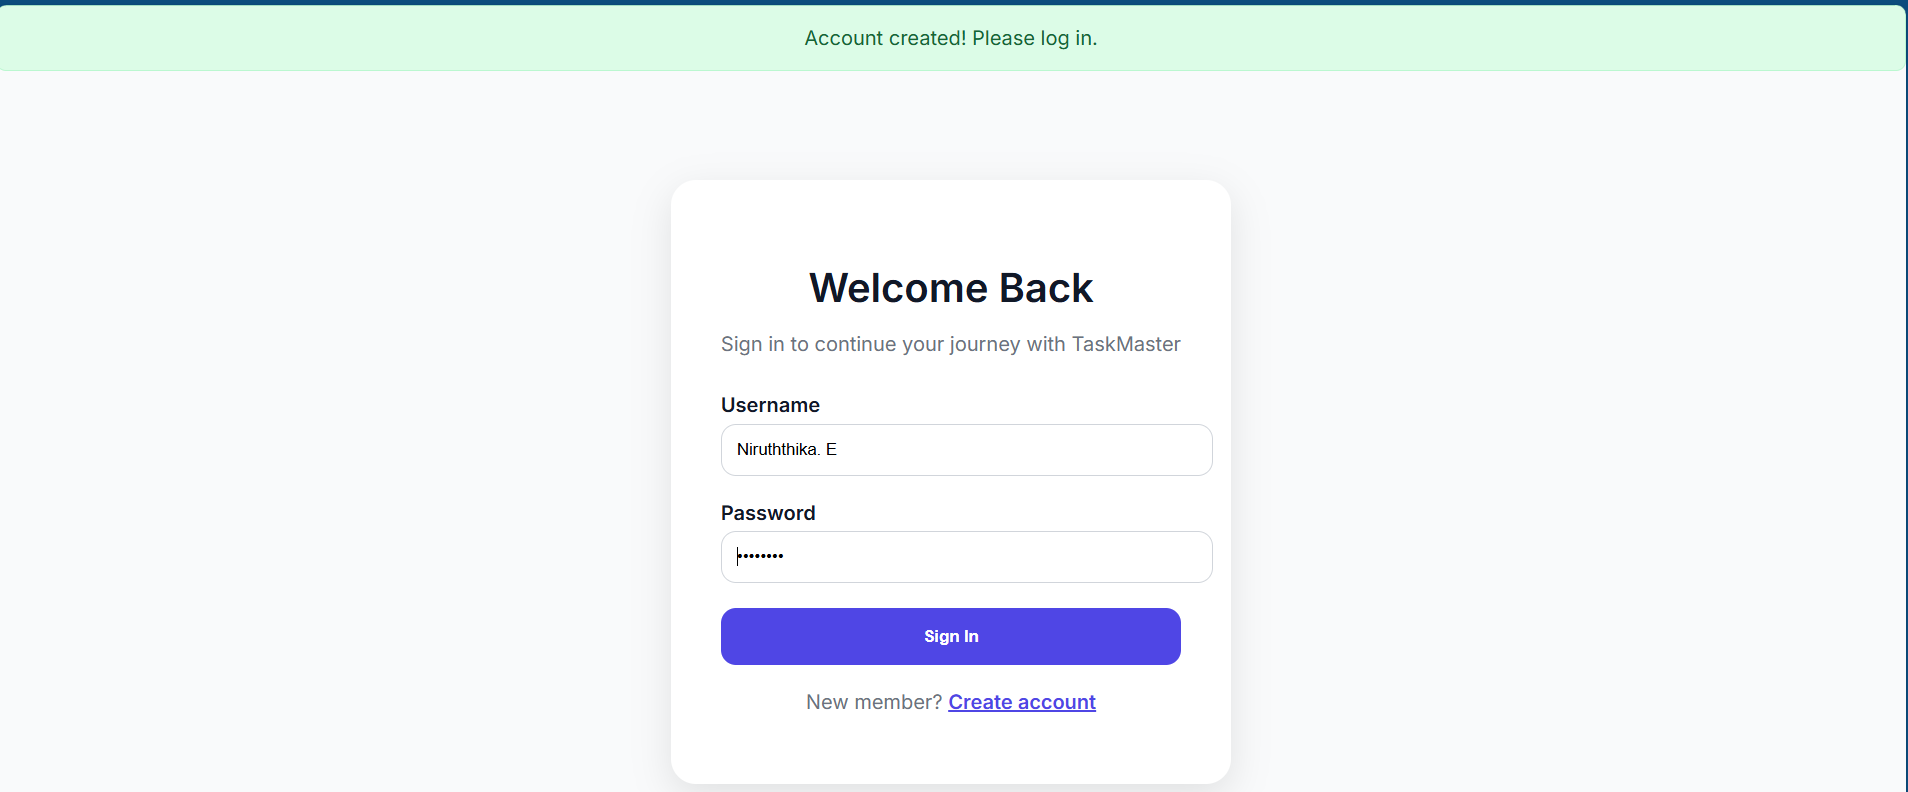 Account created! Please log in.
Welcome Back
Sign in to continue your journey with TaskMaster
Username
Niruththika. E
Password
••••••••
Sign In
New member? Create account